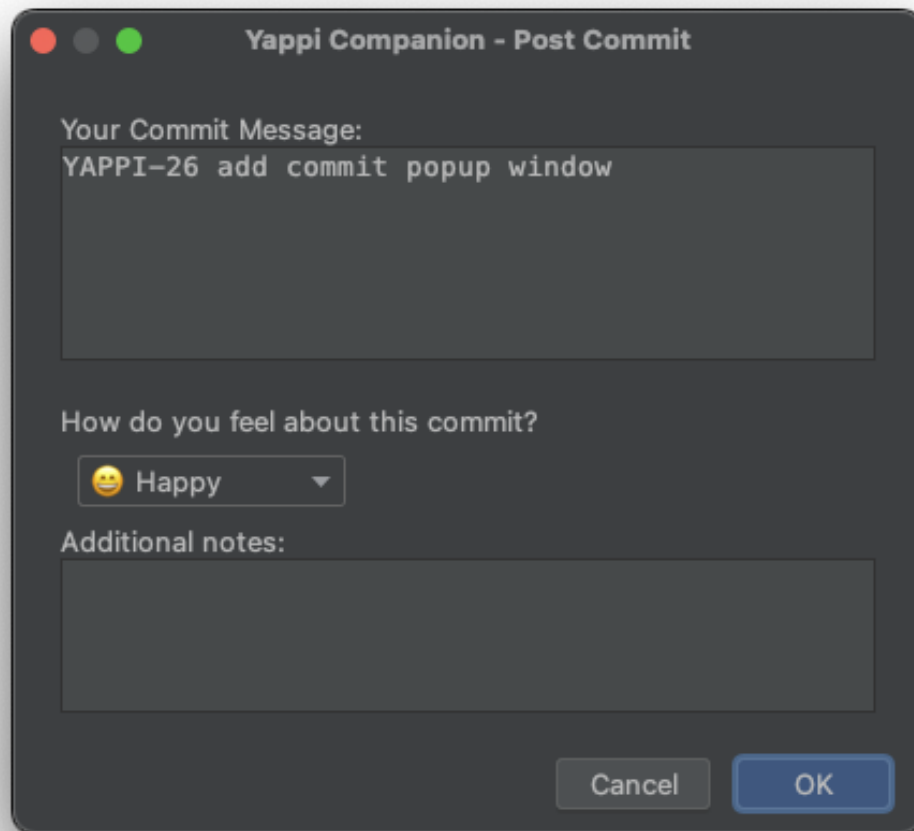 Yappi Companion - Post Commit
Your Commit Message:
YAPPI-26 add commit popup window
How do you feel about this commit?
😀 Happy
Additional notes:
Cancel OK